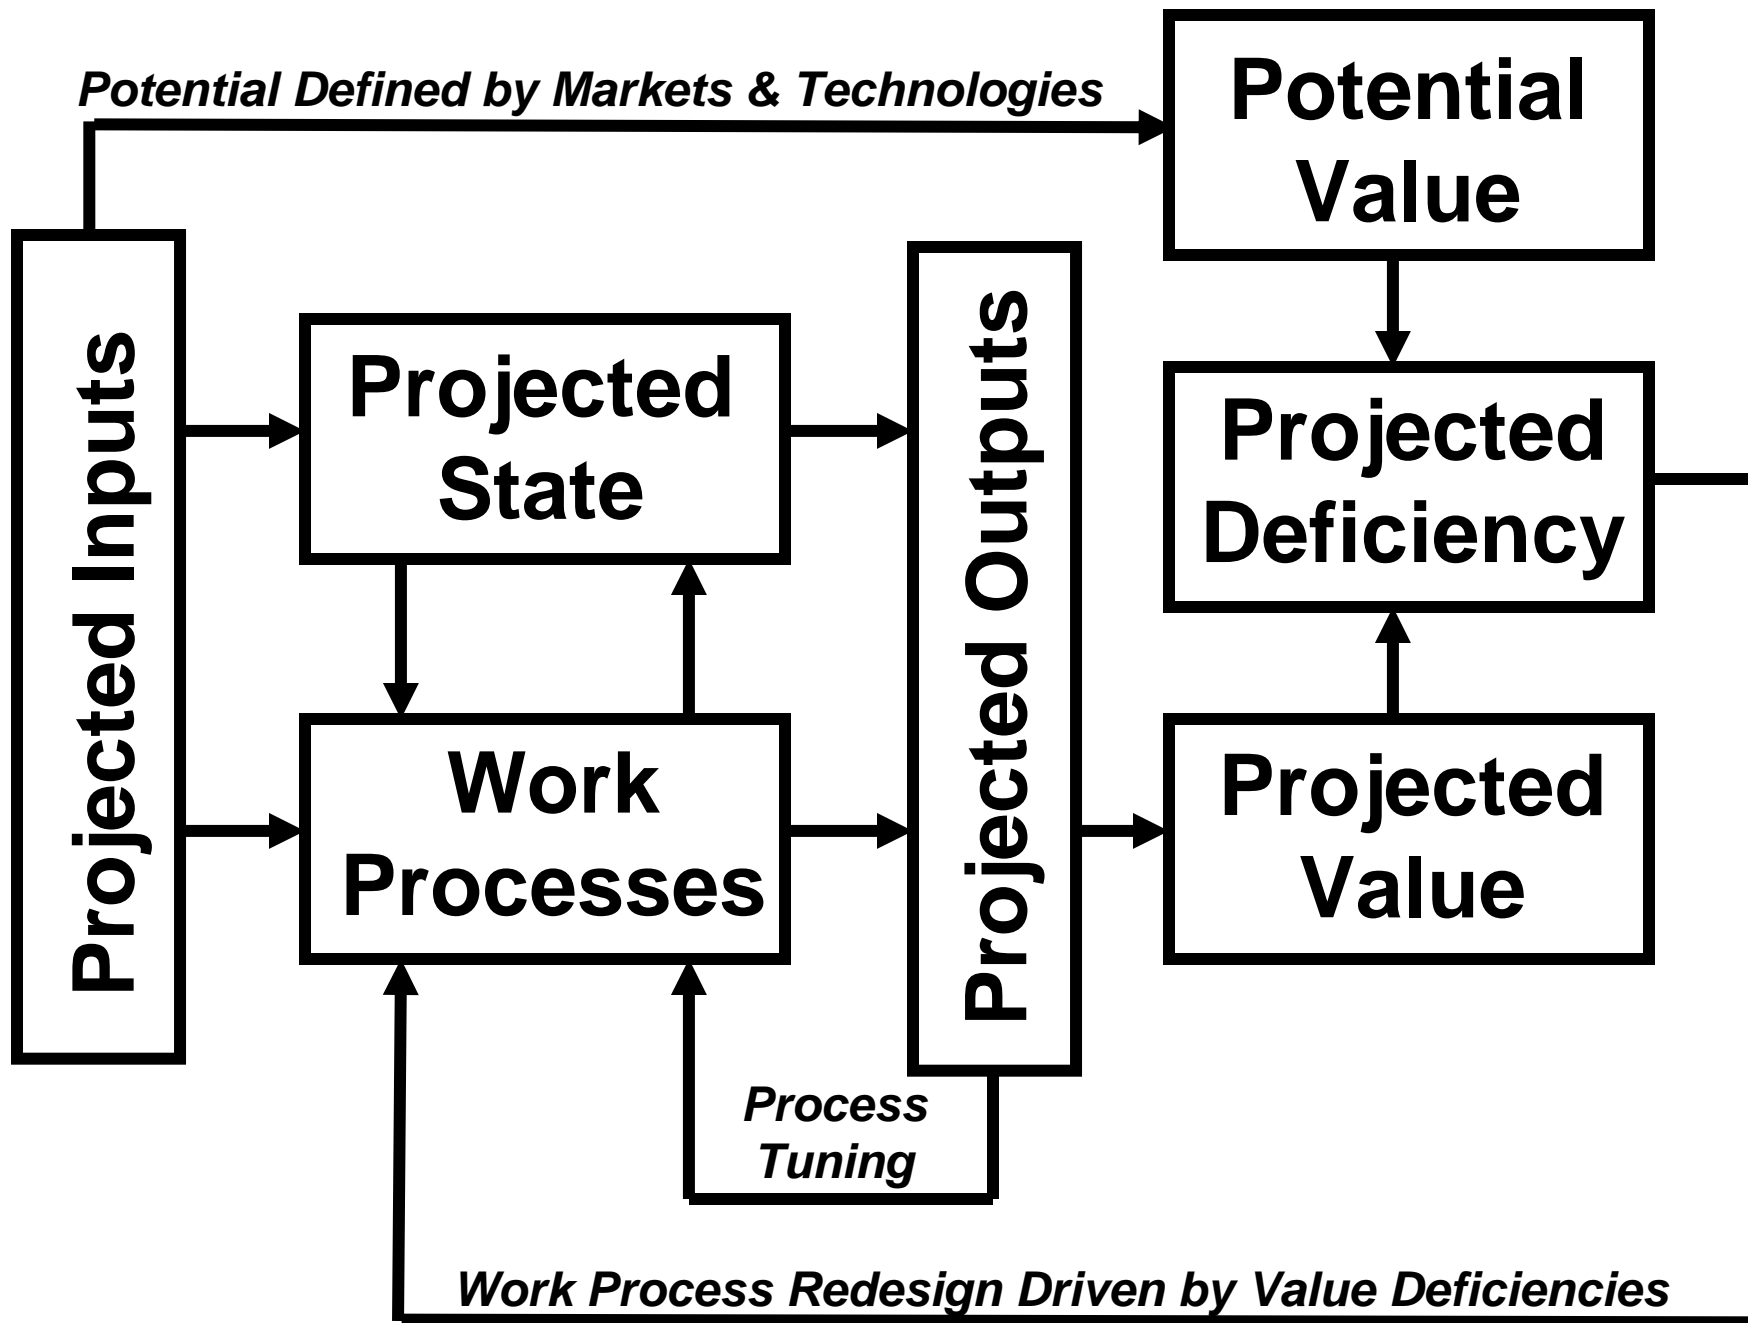 Potential Defined by Markets & Technologies
Potential
Value
Projected Inputs
Projected
State
Projected Outputs
Projected
Deficiency
Work
Processes
Projected
Value
Process
Tuning
Work Process Redesign Driven by Value Deficiencies